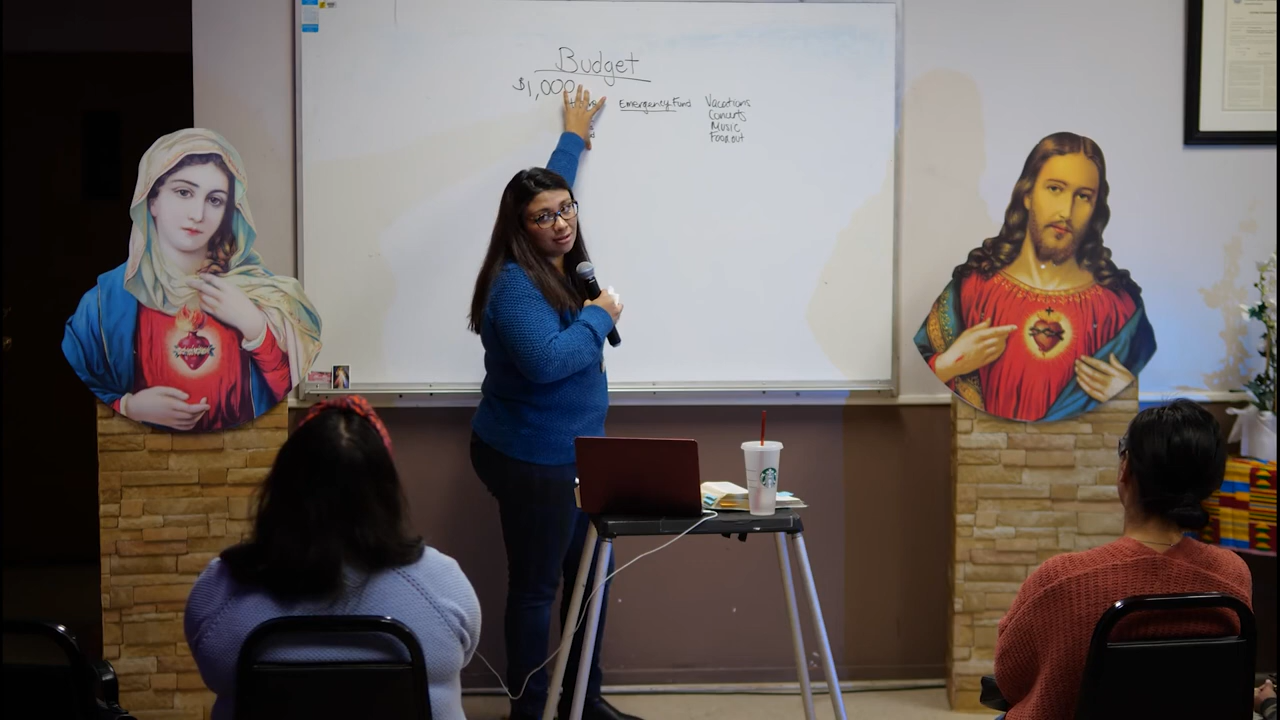 Budget
$1,000
Emergency Fund
Vacations
Concerts
Music
Food out